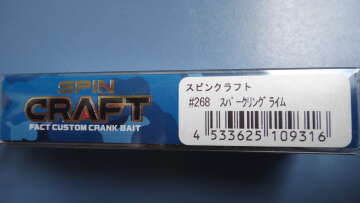 SPIN
CRAFT
FACT CUSTOM CRANK BAIT
スピンクラフト
#268 スパークリングライム
4 533625 109316